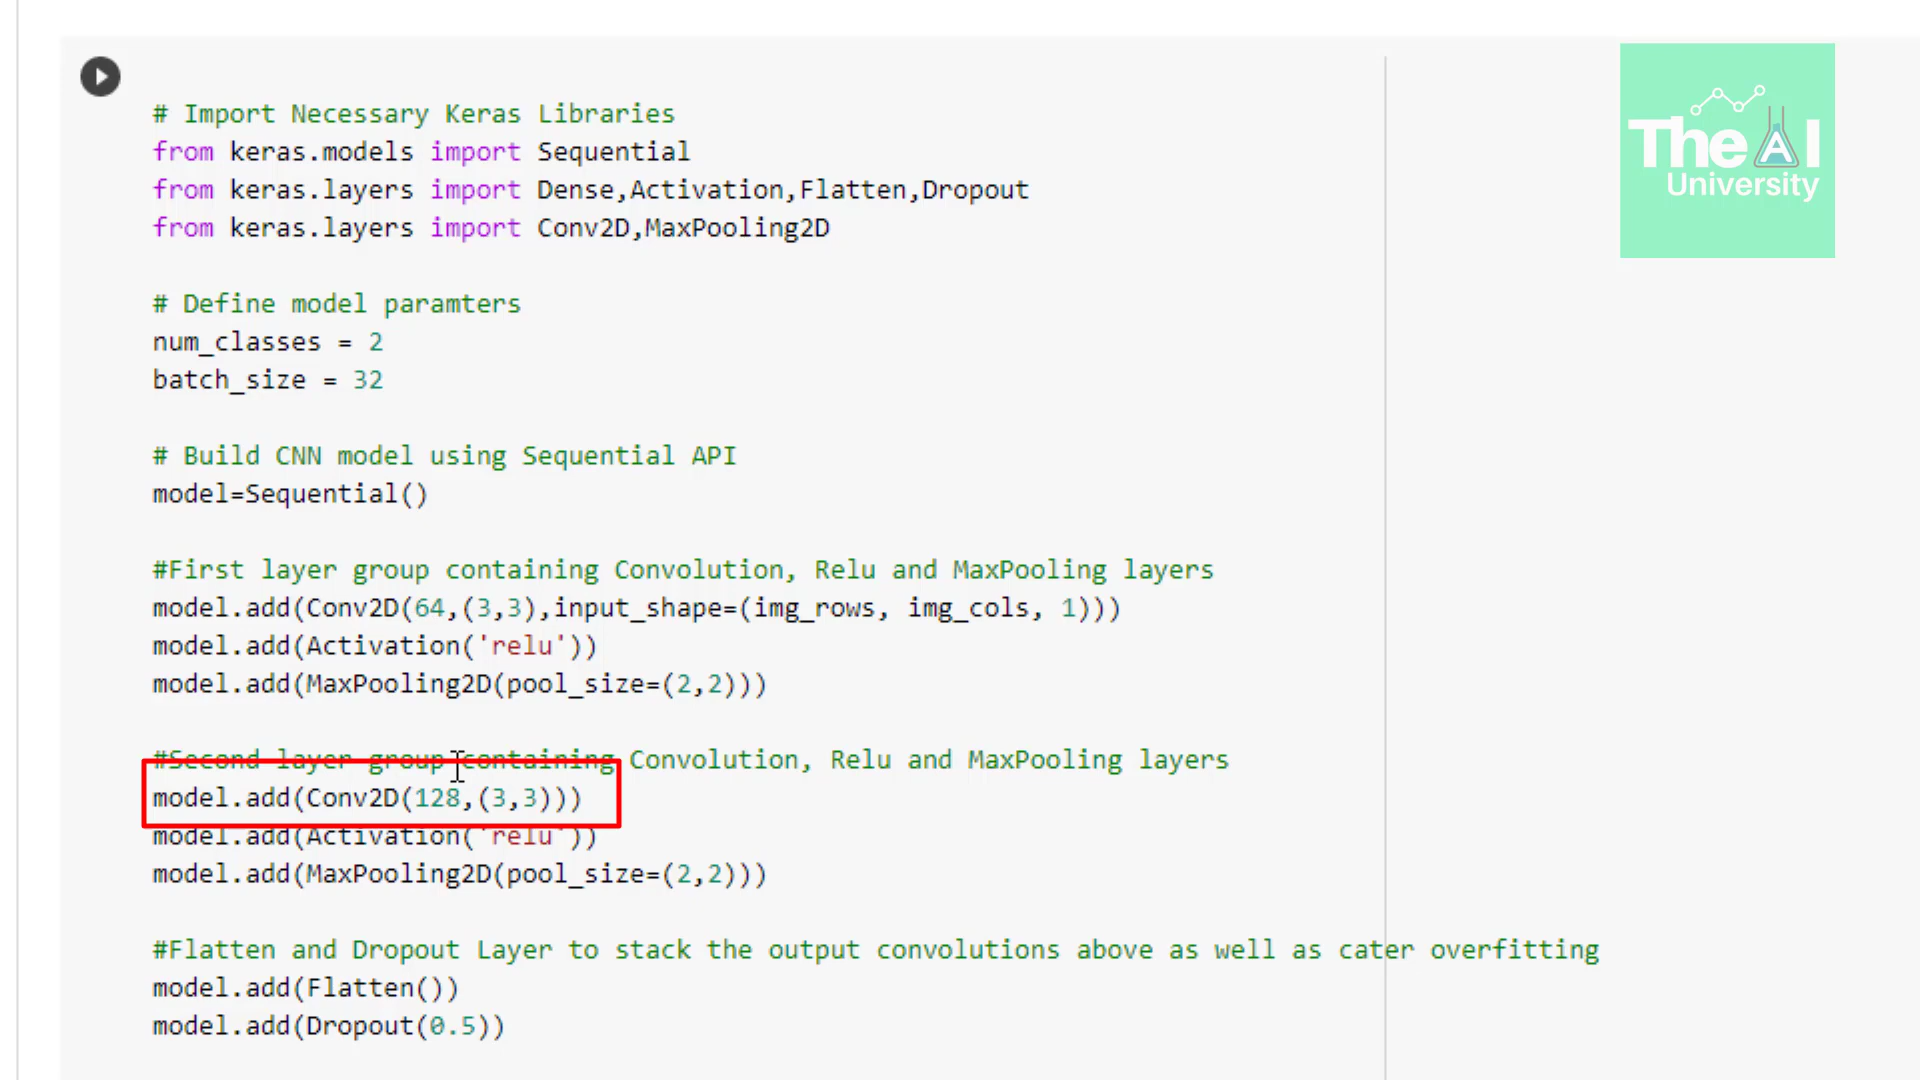 # Import Necessary Keras Libraries
from keras.models import Sequential
from keras.layers import Dense,Activation,Flatten,Dropout
from keras.layers import Conv2D,MaxPooling2D
# Define model paramters
num_classes = 2
batch_size = 32
# Build CNN model using Sequential API
model=Sequential()
#First layer group containing Convolution, Relu and MaxPooling layers
model.add(Conv2D(64,(3,3),input_shape=(img_rows, img_cols, 1)))
model.add(Activation('relu'))
model.add(MaxPooling2D(pool_size=(2,2)))
#Second layer group containing Convolution, Relu and MaxPooling layers
model.add(Conv2D(128,(3,3)))
model.add(Activation('relu'))
model.add(MaxPooling2D(pool_size=(2,2)))
#Flatten and Dropout Layer to stack the output convolutions above as well as cater overfitting
model.add(Flatten())
model.add(Dropout(0.5))
The AI
University